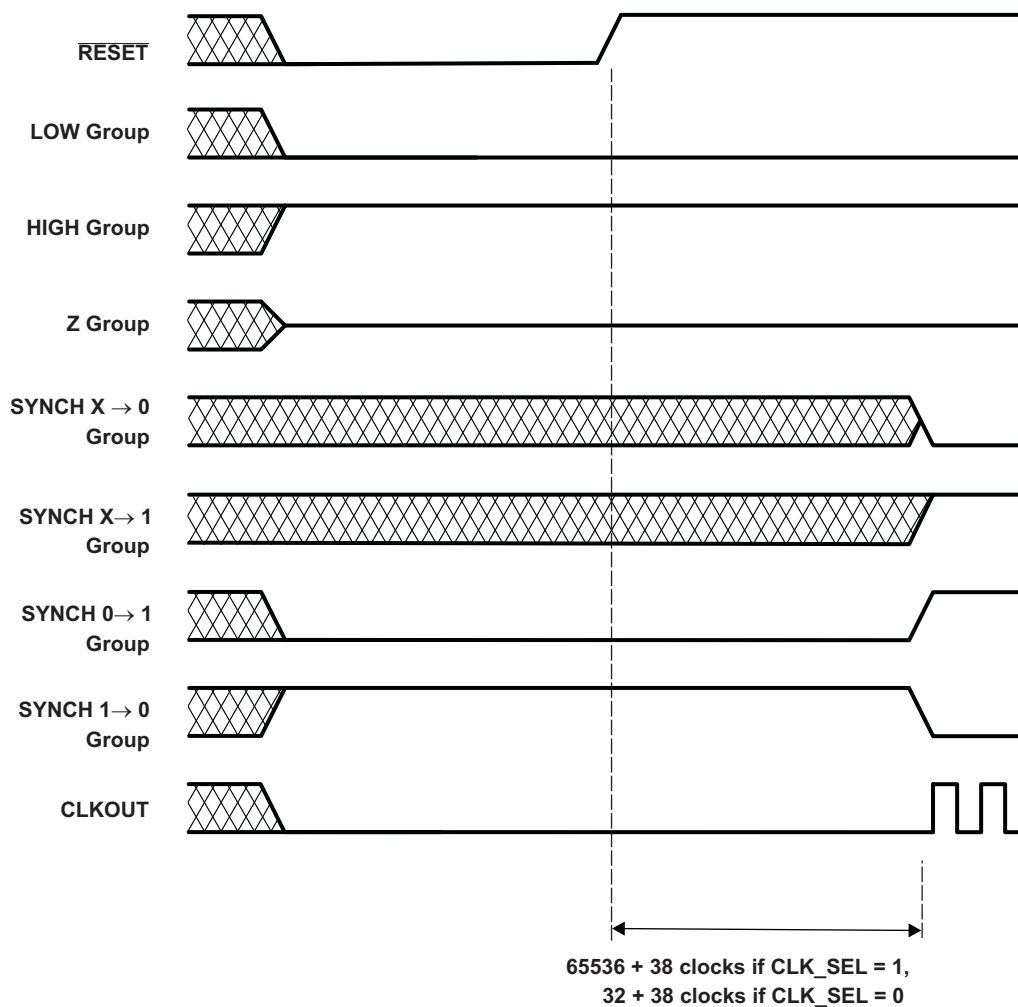 RESET
LOW Group
HIGH Group
Z Group
SYNCH X → 0
Group
SYNCH X→ 1
Group
SYNCH 0→ 1
Group
SYNCH 1→ 0
Group
CLKOUT
65536 + 38 clocks if CLK_SEL = 1,
32 + 38 clocks if CLK_SEL = 0